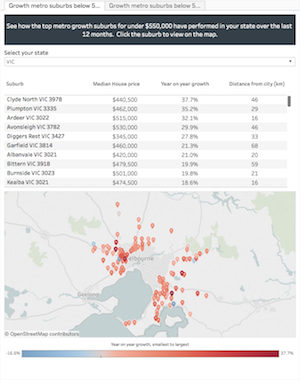 Growth metro suburbs below 5...
Growth metro suburbs below 5...
See how the top metro growth suburbs for under $550,000 have performed in your state over the last
12 months. Click the suburb to view on the map.
Select your state
VIC
Suburb Median House price Year on year growth Distance from city (km)
Clyde North VIC 3978 $440,500 37.7% 46
Plumpton VIC 3335 $462,000 35.2% 29
Ardeer VIC 3022 $515,000 32.1% 16
Avonsleigh VIC 3782 $530,000 29.9% 46
Diggers Rest VIC 3427 $345,000 27.8% 33
Garfield VIC 3814 $460,000 21.3% 68
Albanvale VIC 3021 $420,000 21.0% 20
Bittern VIC 3918 $479,500 19.9% 59
Burnside VIC 3023 $501,000 19.8% 21
Kealba VIC 3021 $474,500 18.6% 16
Melbourne
Geelong
© OpenStreetMap contributors
Year on year growth, smallest to largest
-16.0% 37.7%